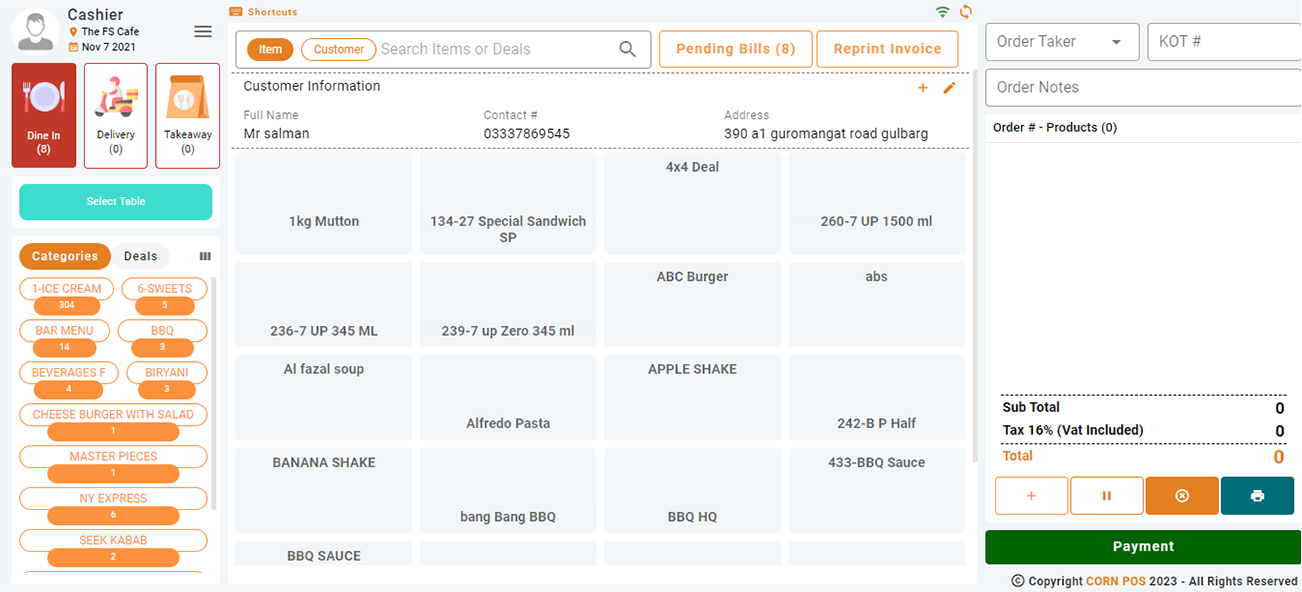 Cashier
The FS Cafe
Nov 7 2021
Dine In
(8)
Delivery
(0)
Takeaway
(0)
Select Table
Categories
Deals
1-ICE CREAM
304
6-SWEETS
5
BAR MENU
14
BBQ
3
BEVERAGES F
4
BIRYANI
3
CHEESE BURGER WITH SALAD
1
MASTER PIECES
1
NY EXPRESS
6
SEEK KABAB
2
Shortcuts
Item
Customer
Search Items or Deals
Pending Bills (8)
Reprint Invoice
Customer Information
Full Name
Mr salman
Contact #
03337869545
Address
390 a1 guromangat road gulbarg
1kg Mutton
134-27 Special Sandwich
SP
4x4 Deal
260-7 UP 1500 ml
236-7 UP 345 ML
239-7 up Zero 345 ml
ABC Burger
abs
Al fazal soup
Alfredo Pasta
APPLE SHAKE
242-B P Half
BANANA SHAKE
bang Bang BBQ
BBQ HQ
433-BBQ Sauce
BBQ SAUCE
Order Taker
KOT #
Order Notes
Order # - Products (0)
Sub Total 0
Tax 16% (Vat Included) 0
Total 0
Payment
© Copyright CORN POS 2023 - All Rights Reserved